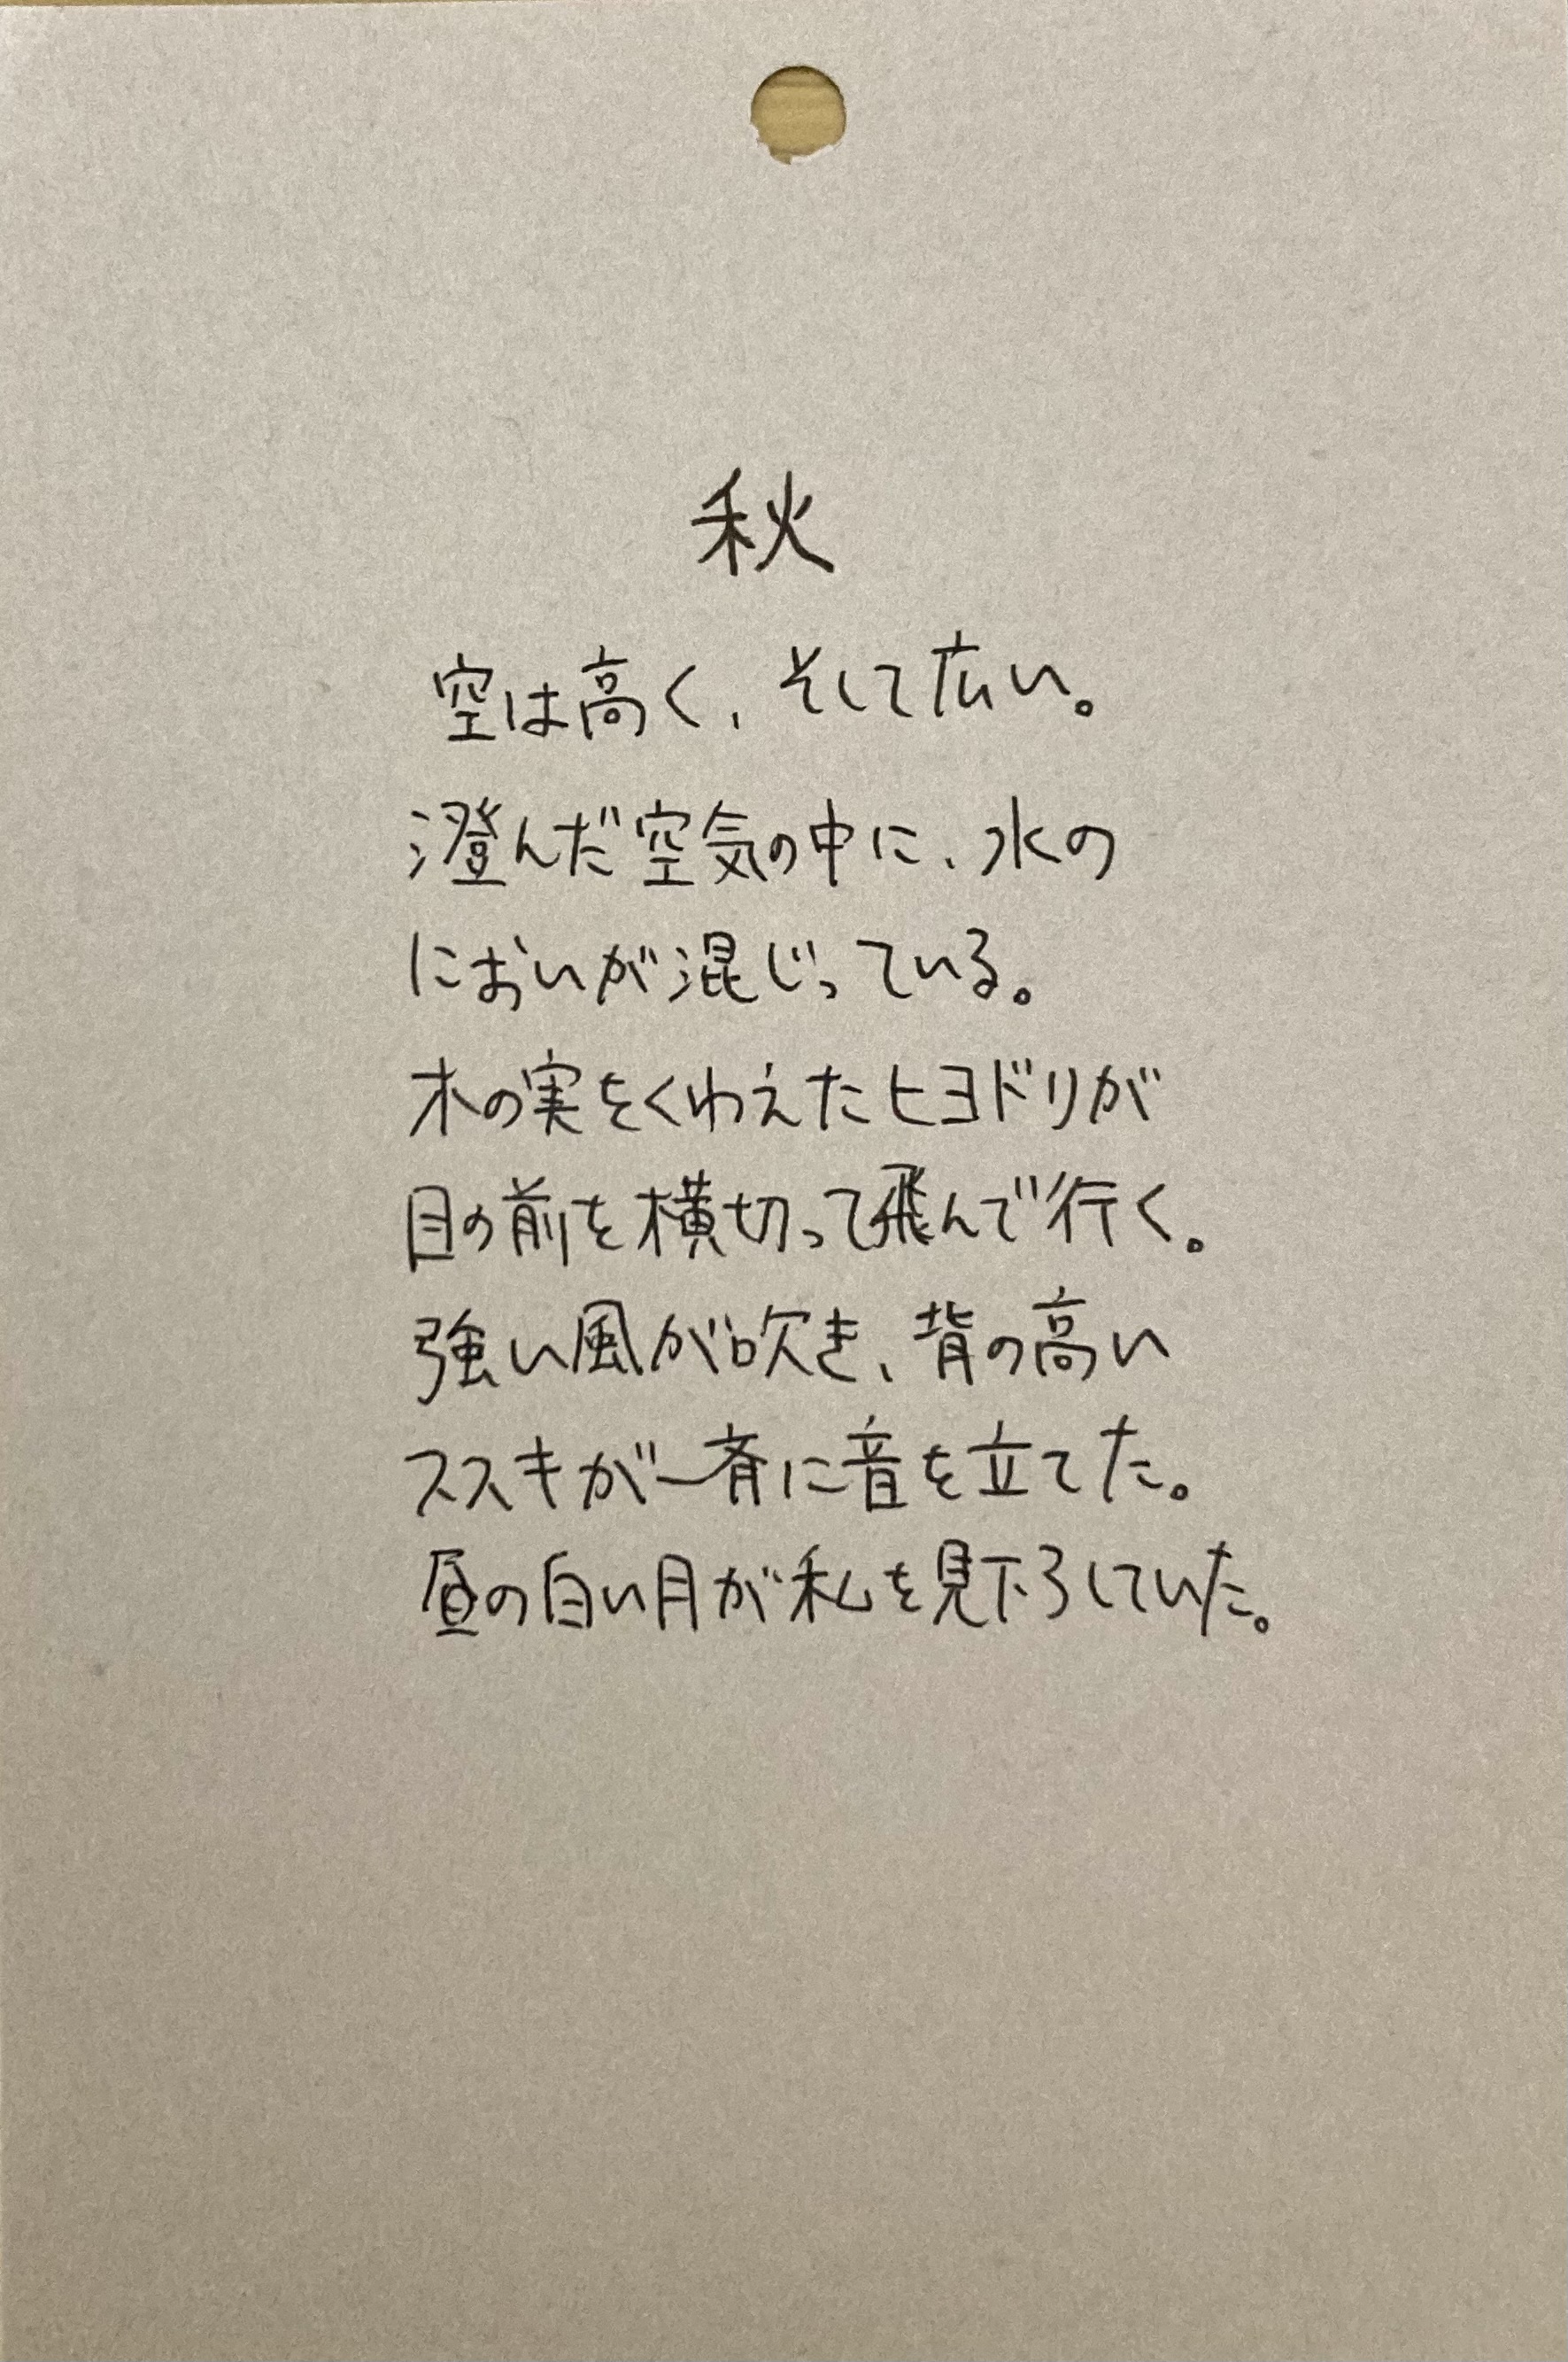 秋
空は高く、そして広い。
澄んだ空気の中に、水の
においが混じっている。
木の実をくわえたヒヨドリが
目の前を横切って飛んで行く。
強い風が吹き、背の高い
ススキが一斉に音を立てた。
昼の白い月が私を見下ろしていた。